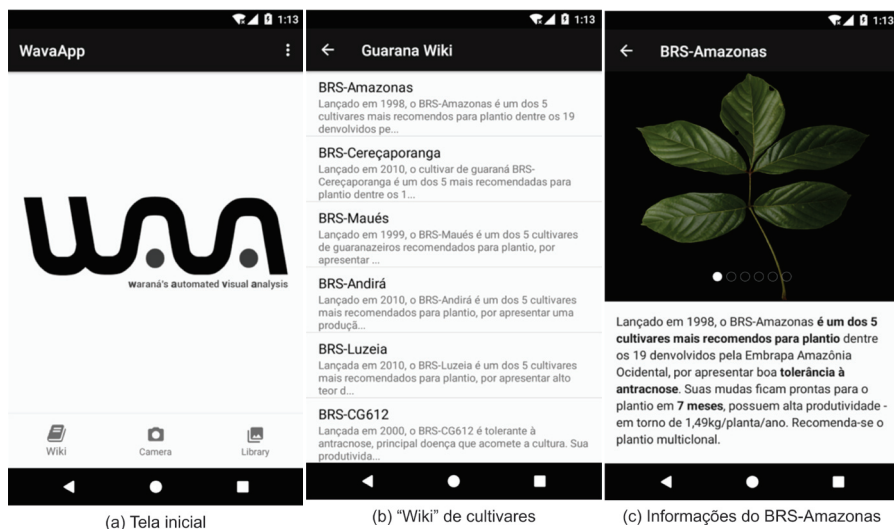 1:13
WavaApp
wava
waraná's automated visual analysis
Wiki
Camera
Library
(a) Tela inicial
1:13
Guarana Wiki
BRS-Amazonas
Lançado em 1998, o BRS-Amazonas é um dos 5
cultivares mais recomendos para plantio dentre os 19
denvolvidos pe...
BRS-Cereçaporanga
Lançado em 2010, o cultivar de guaraná BRS-
Cereçaporanga é um dos 5 mais recomendadas para
plantio dentre os 1...
BRS-Maués
Lançado em 1999, o BRS-Maués é um dos 5 cultivares
de guaranazeiros recomendados para plantio, por
apresentar ...
BRS-Andirá
Lançado em 2010, o BRS-Andirá é um dos 5 cultivares
mais recomendados para plantio, por apresentar uma
produçã...
BRS-Luzeia
Lançada em 2010, o BRS-Luzeia é um dos 5 cultivares
mais recomendados para plantio, por apresentar alto
teor d...
BRS-CG612
Lançada em 2000, o BRS-CG612 é tolerante à
antracnose, principal doença que acomete a cultura. Sua
produtivida...
(b) “Wiki” de cultivares
1:13
BRS-Amazonas
Lançado em 1998, o BRS-Amazonas é um dos 5
cultivares mais recomendos para plantio dentre
os 19 denvolvidos pela Embrapa Amazônia
Ocidental, por apresentar boa tolerância à
antracnose. Suas mudas ficam prontas para o
plantio em 7 meses, possuem alta produtividade -
em torno de 1,49kg/planta/ano. Recomenda-se o
plantio multiclonal.
(c) Informações do BRS-Amazonas